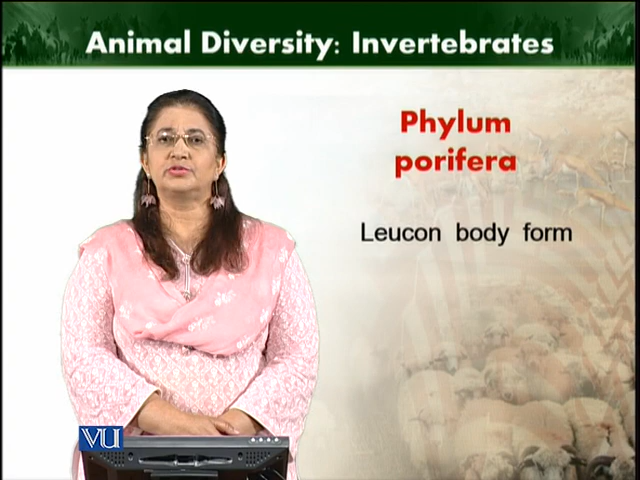 Animal Diversity: Invertebrates
Phylum
porifera
Leucon body form
VU